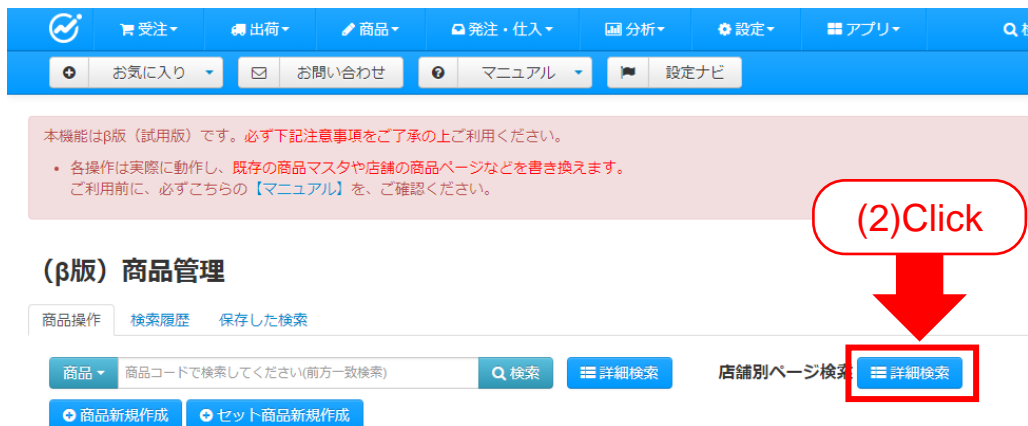 受注 出荷 商品 発注・仕入 分析 設定 アプリ
お気に入り お問い合わせ マニュアル 設定ナビ
本機能はβ版（試用版）です。必ず下記注意事項をご了承の上ご利用ください。
• 各操作は実際に動作し、既存の商品マスタや店舗の商品ページなどを書き換えます。
ご利用前に、必ずこちらの【マニュアル】を、ご確認ください。
(2)Click
（β版）商品管理
商品操作 検索履歴 保存した検索
商品 商品コードで検索してください(前方一致検索) 検索 詳細検索 店舗別ページ検索 詳細検索
商品新規作成 セット商品新規作成